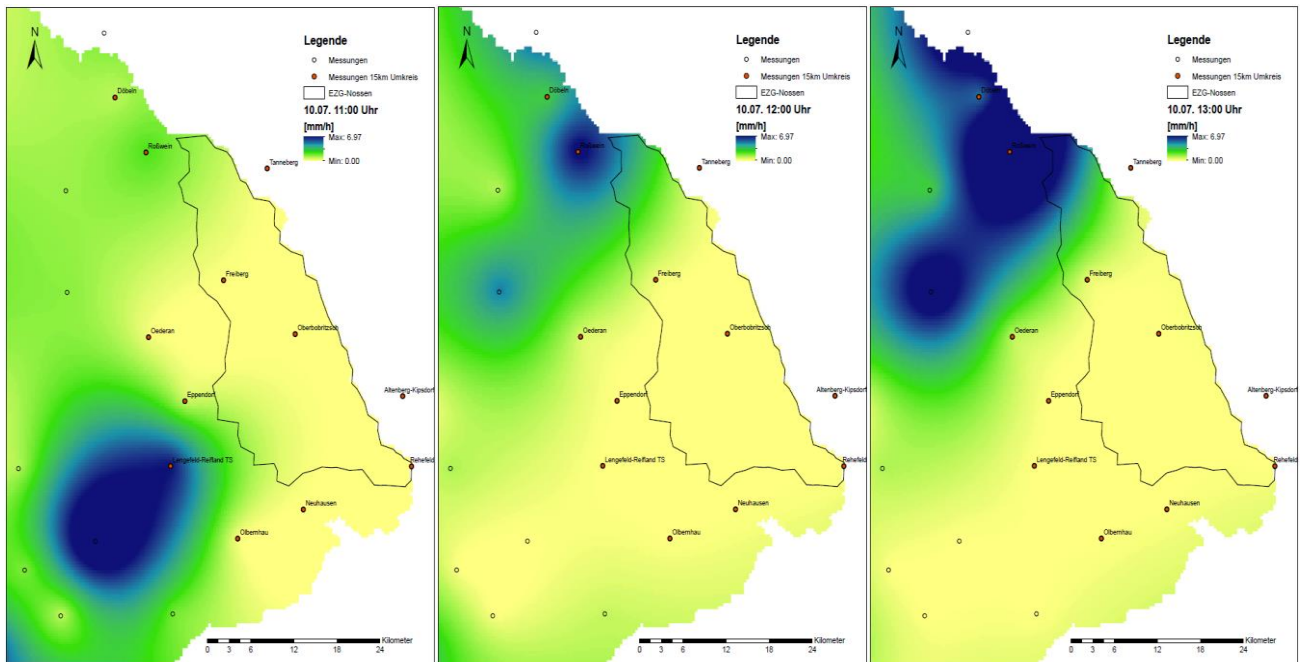 N
Legende
Messungen
Messungen 15km Umkreis
EZG-Nossen
10.07. 11:00 Uhr
[mm/h]
Max: 6.97
Min: 0.00
Döbeln
Roßwein
Tanneberg
Freiberg
Oederan
Oberbobritzsch
Eppendorf
Altenberg-Kipsdorf
Lengefeld-Reifland TS
Rehefeld
Neuhausen
Olbernhau
Kilometer
0 3 6 12 18 24
N
Legende
Messungen
Messungen 15km Umkreis
EZG-Nossen
10.07. 12:00 Uhr
[mm/h]
Max: 6.97
Min: 0.00
Döbeln
Roßwein
Tanneberg
Freiberg
Oederan
Oberbobritzsch
Eppendorf
Altenberg-Kipsdorf
Lengefeld-Reifland TS
Rehefeld
Neuhausen
Olbernhau
Kilometer
0 3 6 12 18 24
N
Legende
Messungen
Messungen 15km Umkreis
EZG-Nossen
10.07. 13:00 Uhr
[mm/h]
Max: 6.97
Min: 0.00
Döbeln
Roßwein
Tanneberg
Freiberg
Oederan
Oberbobritzsch
Eppendorf
Altenberg-Kipsdorf
Lengefeld-Reifland TS
Rehefeld
Neuhausen
Olbernhau
Kilometer
0 3 6 12 18 24